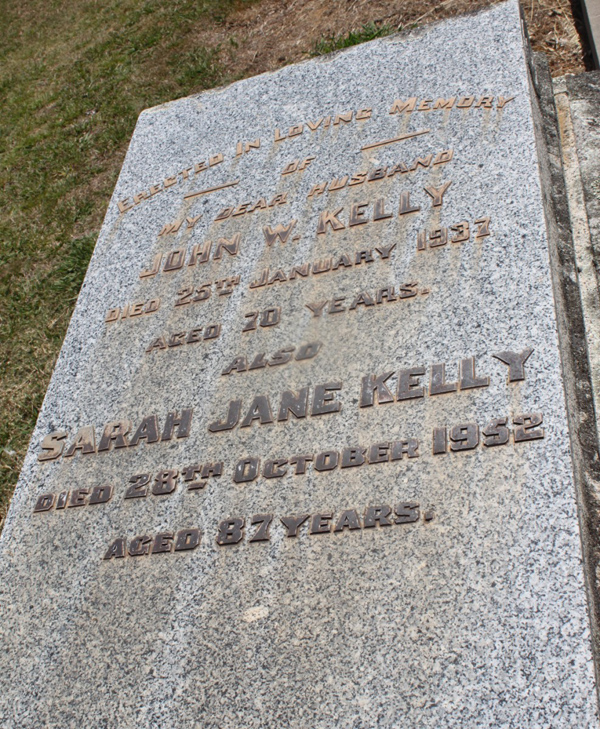 ERECTED IN LOVING MEMORY
OF
MY DEAR HUSBAND
JOHN W. KELLY
DIED 25TH JANUARY 1937
AGED 70 YEARS.
ALSO
SARAH JANE KELLY
DIED 28TH OCTOBER 1952
AGED 87 YEARS.